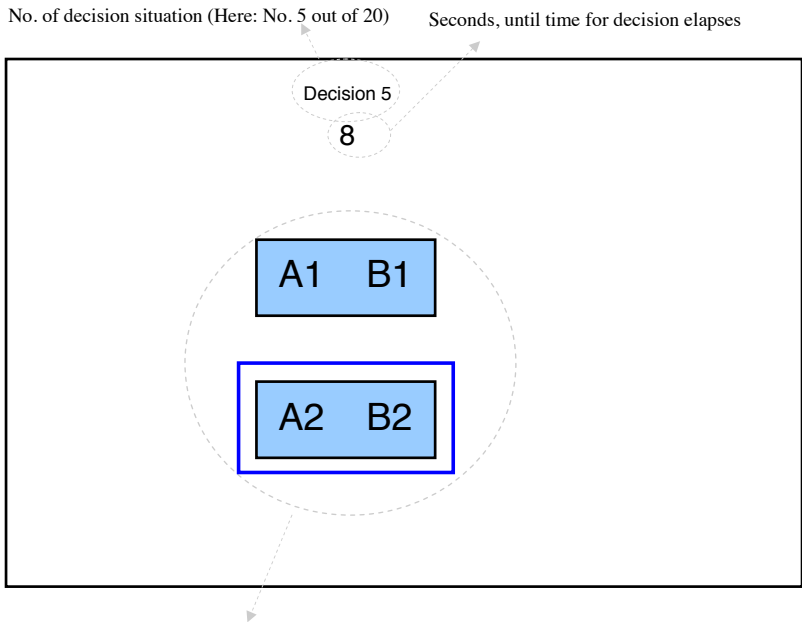 No. of decision situation (Here: No. 5 out of 20)
Seconds, until time for decision elapses
Decision 5
8
A1 B1
A2 B2